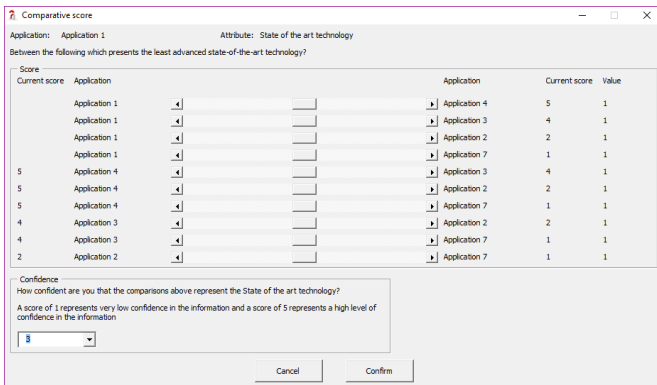 Comparative score
Application: Application 1 Attribute: State of the art technology
Between the following which presents the least advanced state-of-the-art technology?
Score
Current score Application Application Current score Value
Application 1 Application 4 5 1
Application 1 Application 3 4 1
Application 1 Application 2 2 1
Application 1 Application 7 1 1
5 Application 4 Application 3 4 1
5 Application 4 Application 2 2 1
5 Application 4 Application 7 1 1
4 Application 3 Application 2 2 1
4 Application 3 Application 7 1 1
2 Application 2 Application 7 1 1
Confidence
How confident are you that the comparisons above represent the State of the art technology?
A score of 1 represents very low confidence in the information and a score of 5 represents a high level of
confidence in the information
3
Cancel Confirm